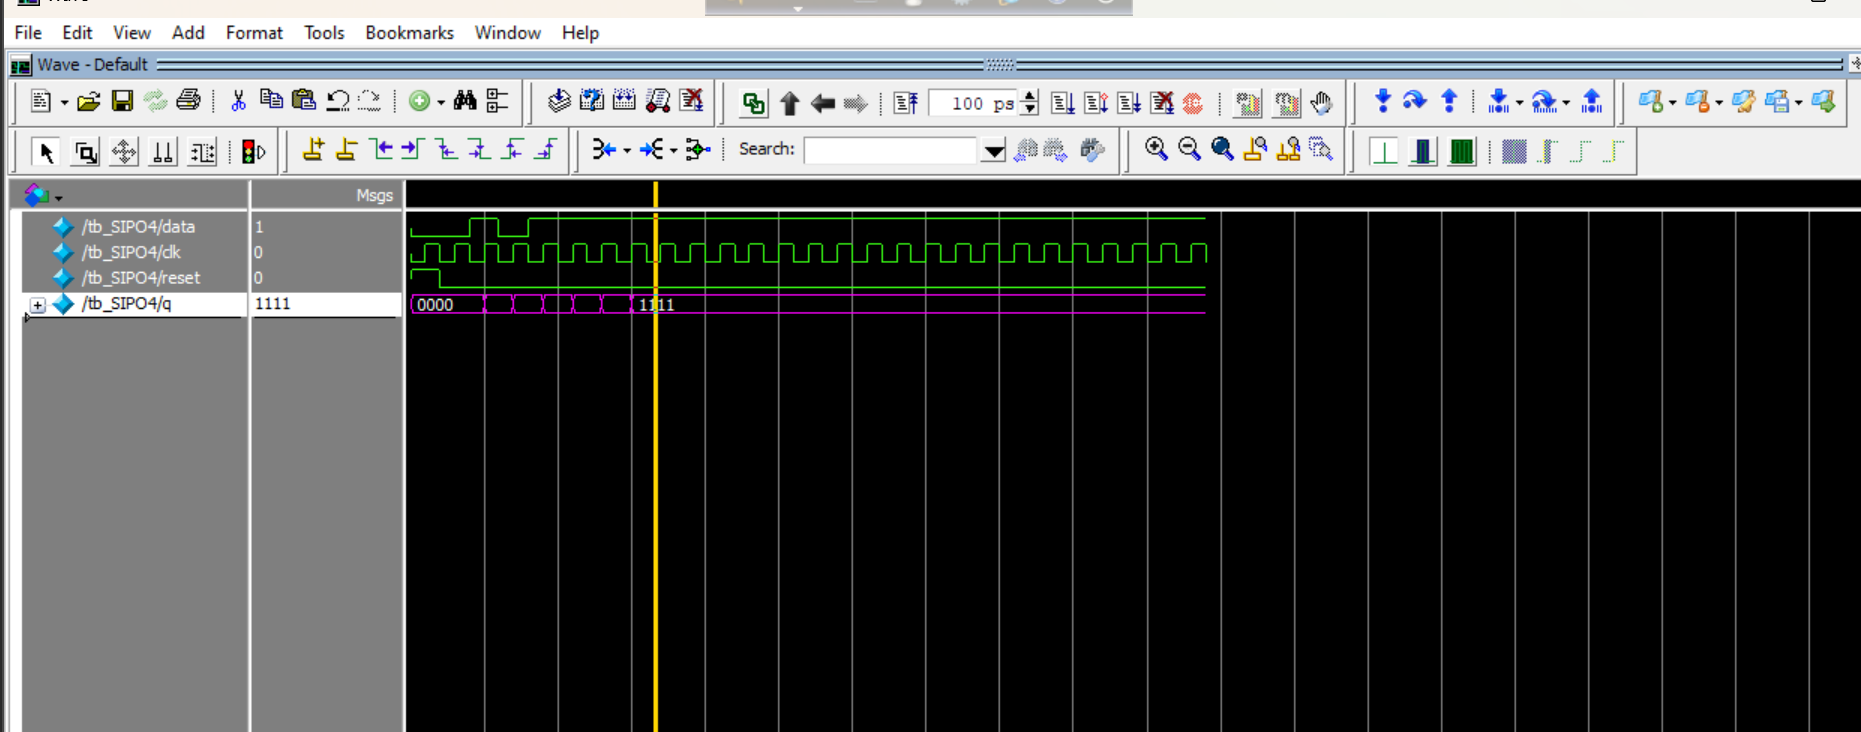 File Edit View Add Format Tools Bookmarks Window Help
Wave - Default
100 ps
Search:
Msgs
/tb_SIPO4/data 1
/tb_SIPO4/clk 0
/tb_SIPO4/reset 0
/tb_SIPO4/q 1111 0000 1111